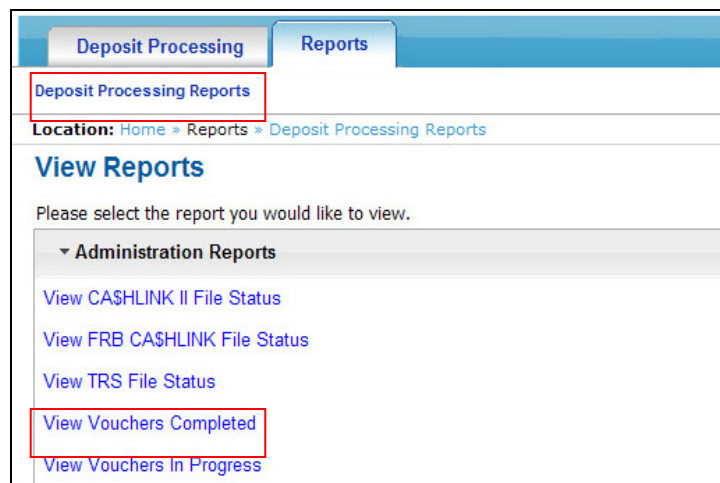 Deposit Processing Reports
Deposit Processing Reports
Location: Home » Reports » Deposit Processing Reports
View Reports
Please select the report you would like to view.
Administration Reports
View CA$HLINK II File Status
View FRB CA$HLINK File Status
View TRS File Status
View Vouchers Completed
View Vouchers In Progress